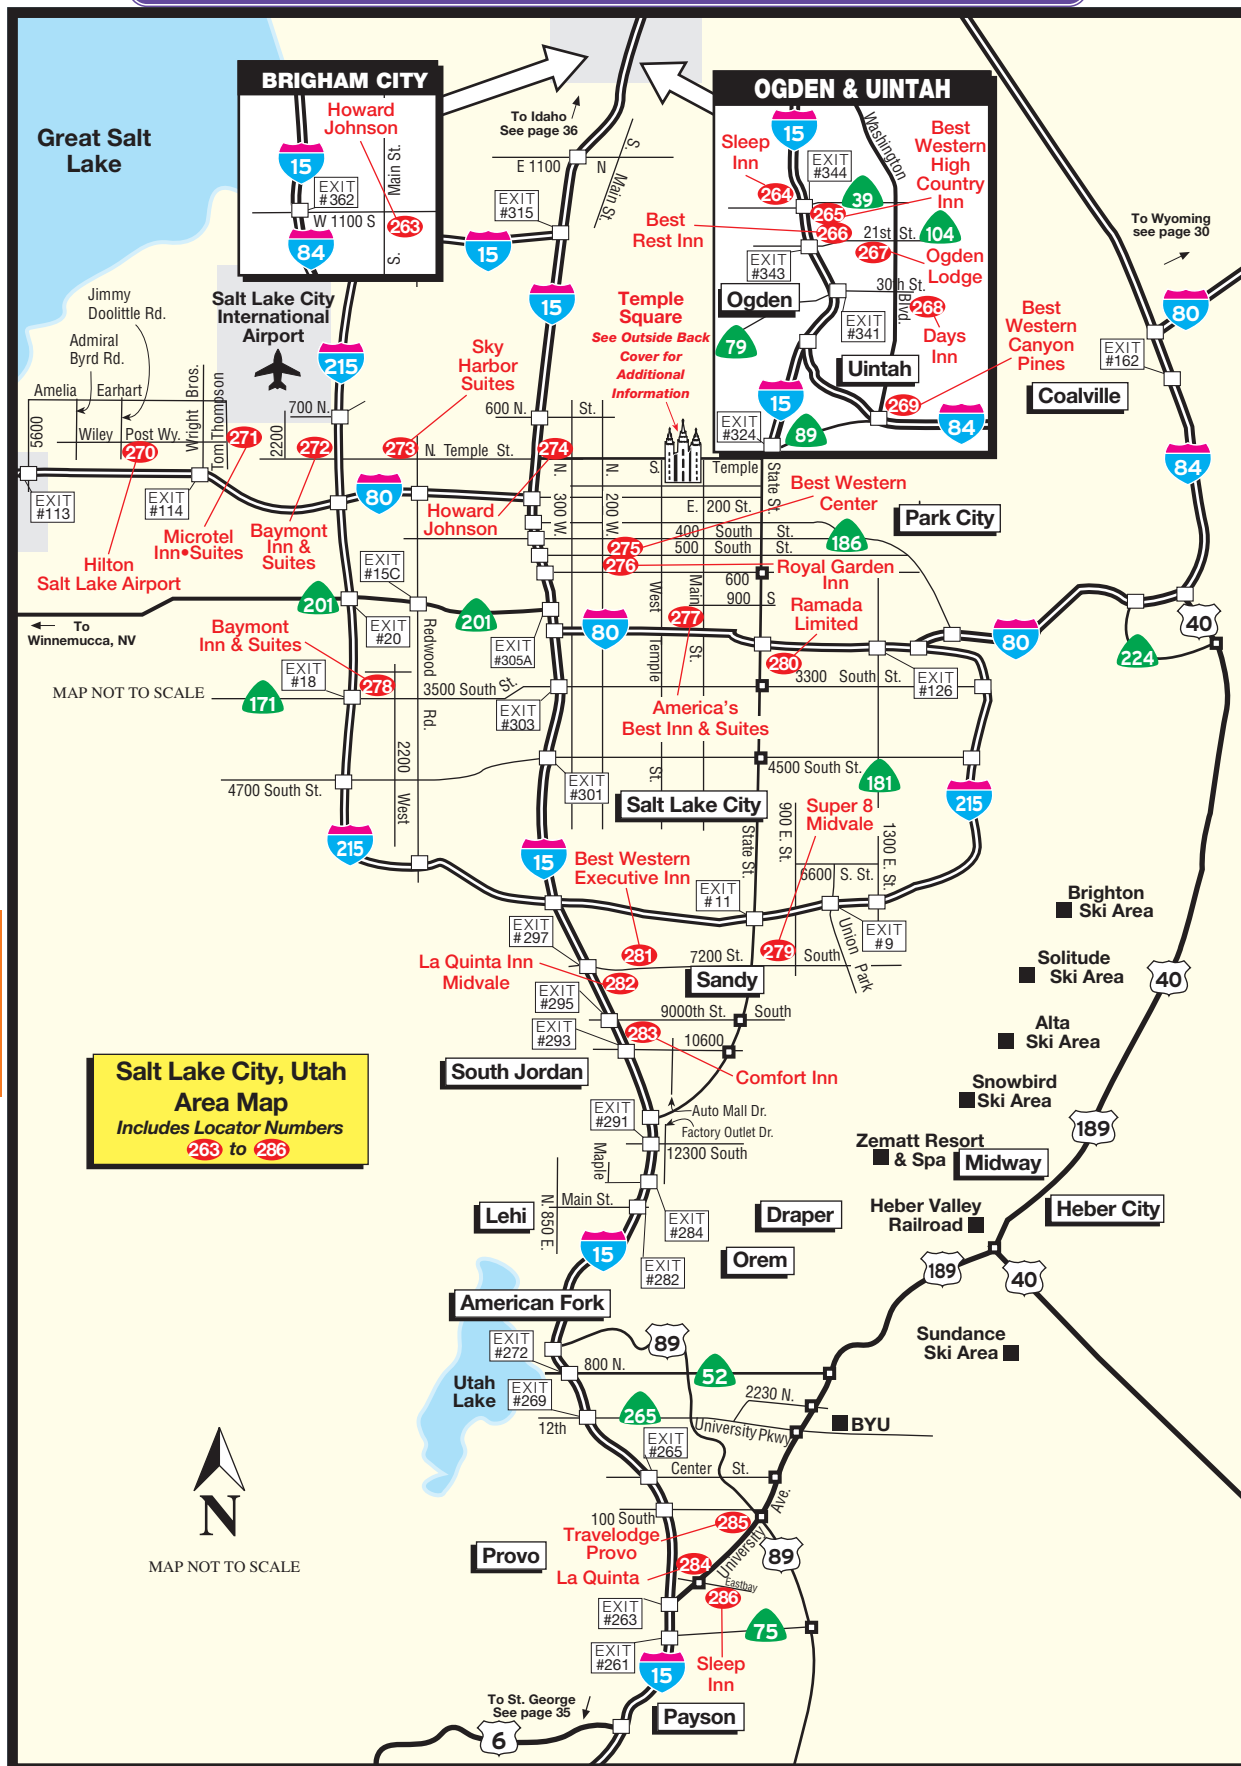 BRIGHAM CITY
Howard
Johnson
15
EXIT
#362
Main St.
W 1100 S
263
84
S.
Great Salt
Lake
To Idaho
See page 36
E 1100
N
S.
Main St.
EXIT
#315
15
15
OGDEN & UINTAH
15
Washington
Sleep
Inn
Best
Western
High
Country
Inn
EXIT
#344
264
39
265
Best
Rest Inn
266
21st St.
104
267
Ogden
Lodge
EXIT
#343
30th St.
Ogden
Blvd.
268
EXIT
#341
Days
Inn
79
Uintah
Best
Western
Canyon
Pines
15
269
EXIT
#324
89
84
To Wyoming
see page 30
80
EXIT
#162
Coalville
84
Salt Lake City
International
Airport
Jimmy
Doolittle Rd.
Admiral
Byrd Rd.
215
Temple
Square
See Outside Back
Cover for
Additional
Information
Sky
Harbor
Suites
Amelia
Earhart
Wright Bros.
Tom Thompson
5600
Wiley
Post Wy.
270
271
700 N.
2200
272
273
N. Temple St.
600 N.
St.
274
S.
Temple
State St.
EXIT
#113
EXIT
#114
80
Howard
Johnson
N.
300 W.
N.
200 W.
E. 200 St.
Best Western
Center
Park City
Microtel
Inn•Suites
Baymont
Inn &
Suites
Hilton
Salt Lake Airport
400 South St.
186
275
500 South St.
276
Royal Garden
Inn
EXIT
#15C
600
900 S
201
201
To
Winnemucca, NV
EXIT
#20
Redwood
Rd.
West
Temple
St.
Main
St.
277
Ramada
Limited
80
EXIT
#305A
280
80
40
224
Baymont
Inn & Suites
EXIT
#18
278
MAP NOT TO SCALE
171
3500 South St.
EXIT
#303
3300 South St.
EXIT
#126
America's
Best Inn & Suites
2200
West
4700 South St.
4500 South St.
EXIT
#301
181
Salt Lake City
State St.
900 E. St.
Super 8
Midvale
215
215
15
1300 E. St.
Best Western
Executive Inn
6600 S. St.
EXIT
#11
Union Park
EXIT
#9
Brighton
Ski Area
EXIT
#297
281
7200 St.
279
South
La Quinta Inn
Midvale
282
Sandy
Solitude
Ski Area
40
EXIT
#295
9000th St.
South
EXIT
#293
283
10600
Alta
Ski Area
Comfort Inn
South Jordan
Snowbird
Ski Area
Salt Lake City, Utah
Area Map
Includes Locator Numbers
263 to 286
EXIT
#291
Auto Mall Dr.
Factory Outlet Dr.
12300 South
Maple
189
Zematt Resort
& Spa
Midway
Lehi
N. 850 E.
Main St.
EXIT
#284
Draper
Heber Valley
Railroad
Heber City
15
EXIT
#282
Orem
189
40
American Fork
EXIT
#272
89
Sundance
Ski Area
800 N.
52
Utah
Lake
EXIT
#269
2230 N.
265
12th
University Pkwy
BYU
EXIT
#265
Center St.
N
MAP NOT TO SCALE
100 South
285
Ave.
Travelodge
Provo
University
Provo
284
89
La Quinta
Eastbay
286
EXIT
#263
75
EXIT
#261
15
Sleep
Inn
To St. George
See page 35
Payson
6